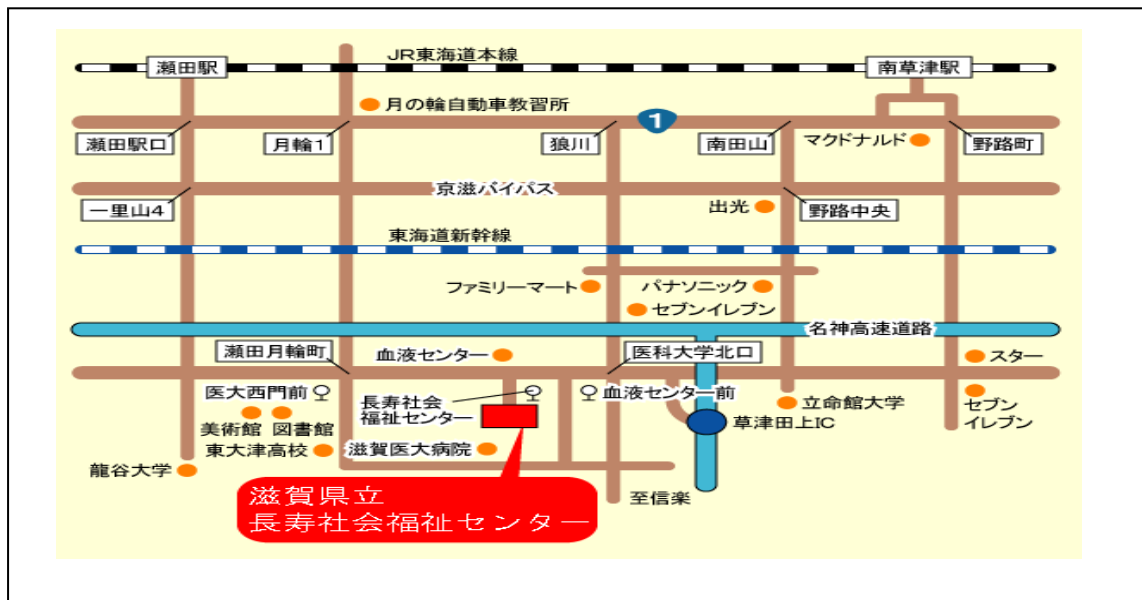 JR東海道本線
瀬田駅
南草津駅
月の輪自動車教習所
1
瀬田駅口
月輪1
狼川
南田山
マクドナルド
野路町
京滋バイパス
一里山4
出光
野路中央
東海道新幹線
ファミリーマート
パナソニック
セブンイレブン
名神高速道路
瀬田月輪町
血液センター
医科大学北口
スター
医大西門前
長寿社会
福祉センター
血液センター前
立命館大学
セブン
イレブン
美術館
図書館
草津田上IC
東大津高校
滋賀医大病院
龍谷大学
至信楽
滋賀県立
長寿社会福祉センター